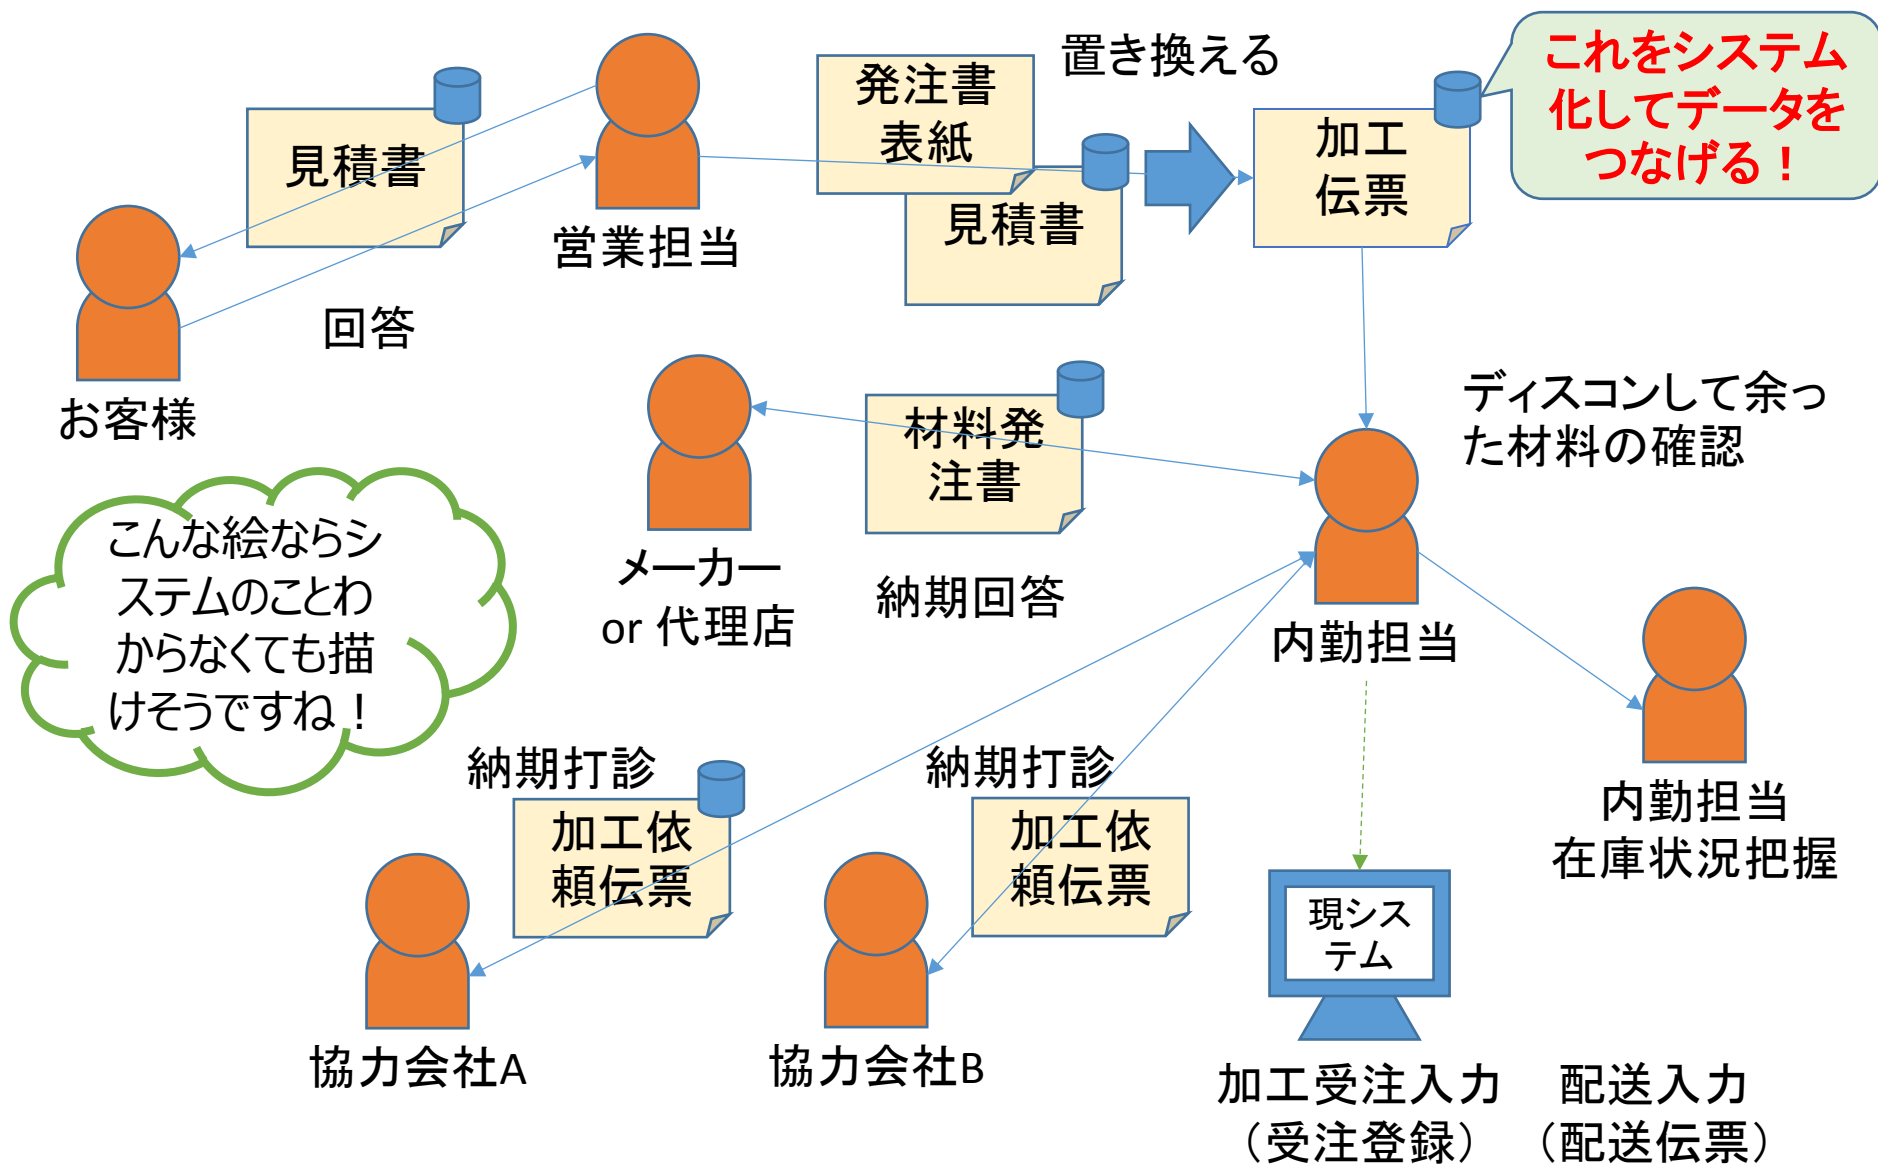 置き換える
発注書
表紙
これをシステム
化してデータを
つなげる！
見積書
加工
伝票
見積書
営業担当
回答
お客様
ディスコンして余っ
た材料の確認
材料発
注書
こんな絵ならシ
ステムのことわ
からなくても描
けそうですね！
メーカー
or 代理店
納期回答
内勤担当
納期打診
納期打診
加工依
頼伝票
加工依
頼伝票
内勤担当
在庫状況把握
現シス
テム
協力会社A
協力会社B
加工受注入力
（受注登録）
配送入力
（配送伝票）